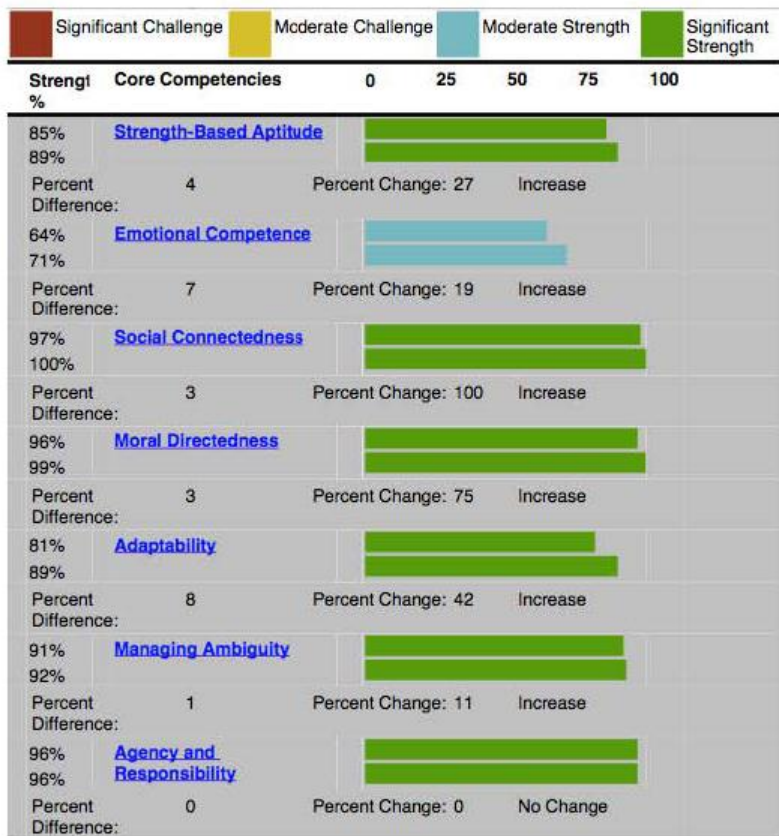 Significant Challenge Moderate Challenge Moderate Strength Significant Strength
Strengt % Core Competencies 0 25 50 75 100
85% Strength-Based Aptitude
89%
Percent Difference: 4 Percent Change: 27 Increase
64% Emotional Competence
71%
Percent Difference: 7 Percent Change: 19 Increase
97% Social Connectedness
100%
Percent Difference: 3 Percent Change: 100 Increase
96% Moral Directedness
99%
Percent Difference: 3 Percent Change: 75 Increase
81% Adaptability
89%
Percent Difference: 8 Percent Change: 42 Increase
91% Managing Ambiguity
92%
Percent Difference: 1 Percent Change: 11 Increase
96% Agency and
96% Responsibility
Percent Difference: 0 Percent Change: 0 No Change